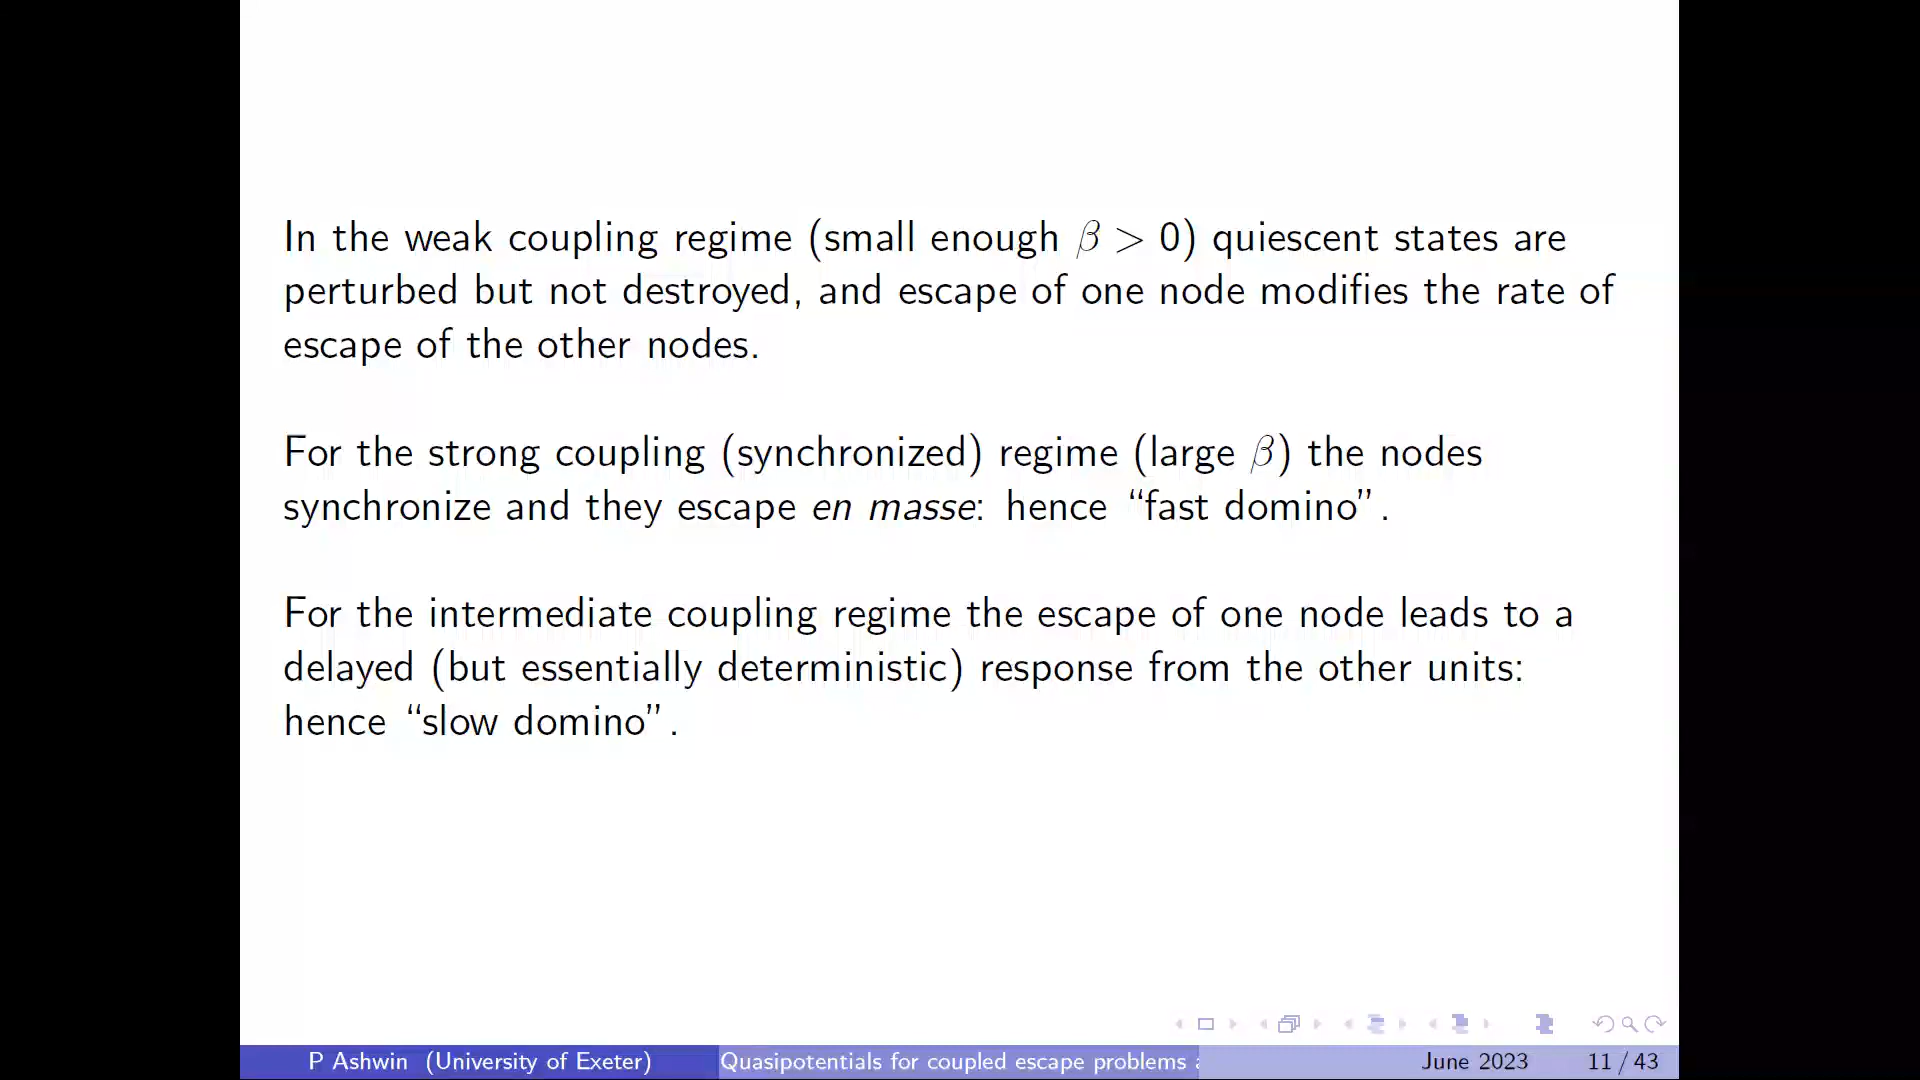 In the weak coupling regime (small enough β > 0) quiescent states are
perturbed but not destroyed, and escape of one node modifies the rate of
escape of the other nodes.
For the strong coupling (synchronized) regime (large β) the nodes
synchronize and they escape en masse: hence “fast domino”.
For the intermediate coupling regime the escape of one node leads to a
delayed (but essentially deterministic) response from the other units:
hence “slow domino”.
P Ashwin (University of Exeter) Quasipotentials for coupled escape problems June 2023 11 / 43